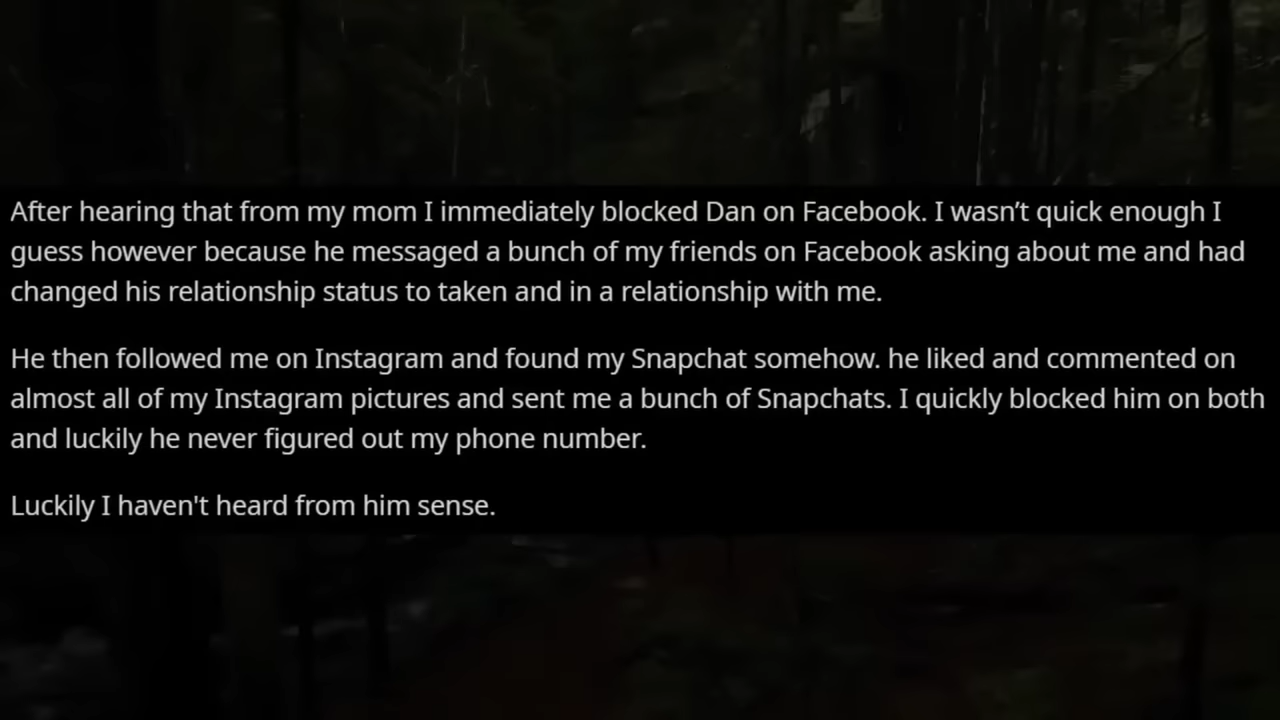 After hearing that from my mom I immediately blocked Dan on Facebook. I wasn’t quick enough I
guess however because he messaged a bunch of my friends on Facebook asking about me and had
changed his relationship status to taken and in a relationship with me.
He then followed me on Instagram and found my Snapchat somehow. he liked and commented on
almost all of my Instagram pictures and sent me a bunch of Snapchats. I quickly blocked him on both
and luckily he never figured out my phone number.
Luckily I haven't heard from him sense.